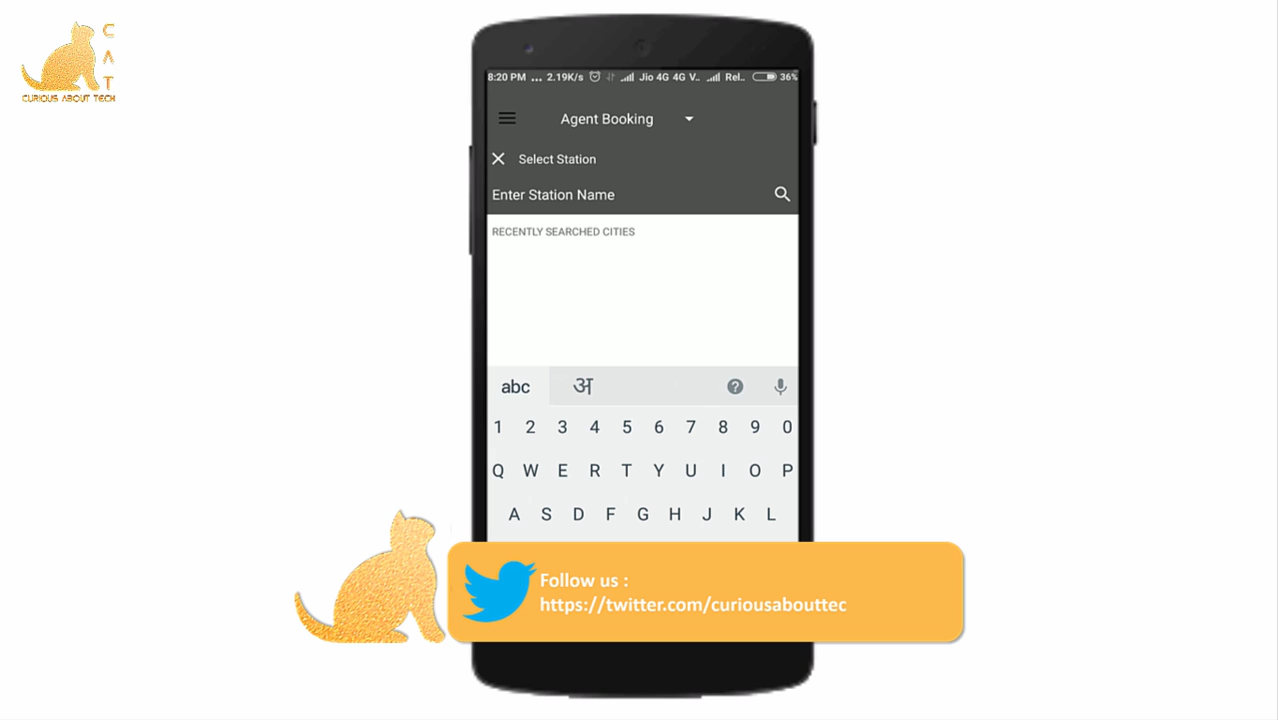 C
A
T
CURIOUS ABOUT TECH
8:20 PM ... 2.19K/s Jio 4G 4G V.. Rel.. 36%
Agent Booking
Select Station
Enter Station Name
RECENTLY SEARCHED CITIES
abc अ ?
1 2 3 4 5 6 7 8 9 0
Q W E R T Y U I O P
A S D F G H J K L
Follow us :
https://twitter.com/curiousabouttec